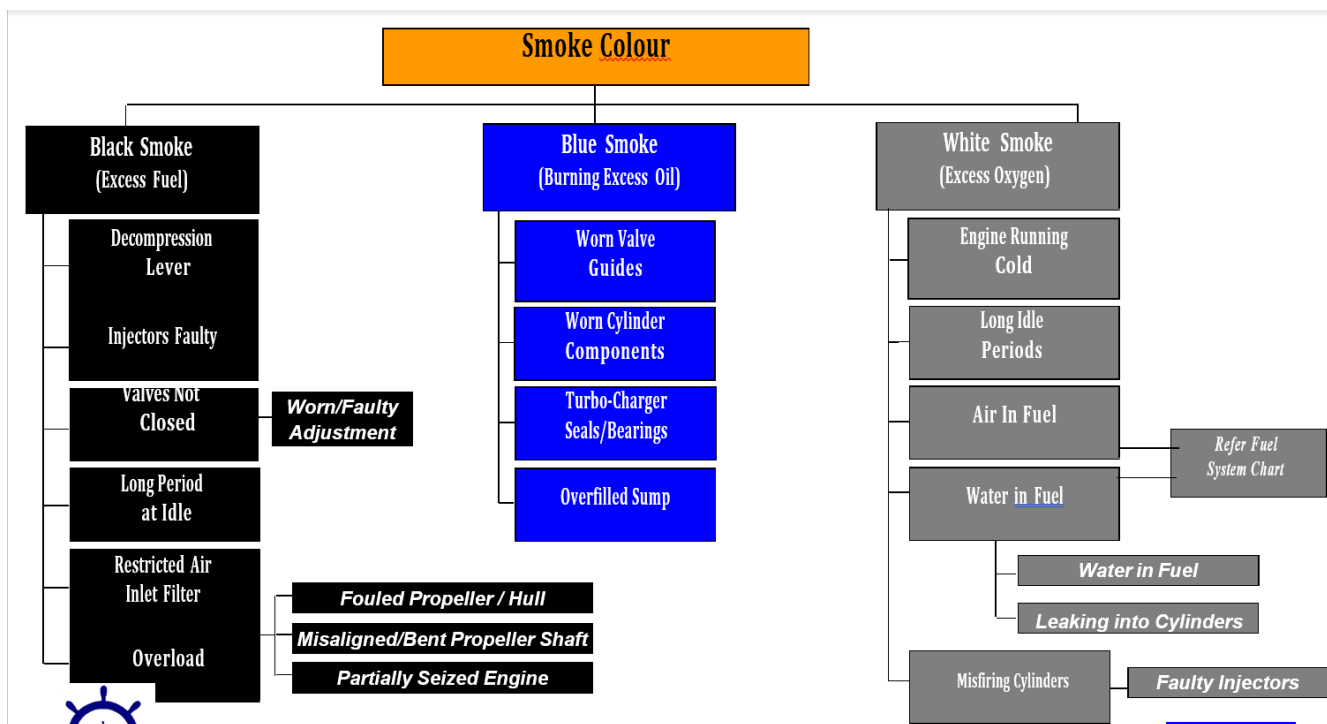 Smoke Colour
Black Smoke
(Excess Fuel)
Decompression
Lever
Injectors Faulty
Valves Not
Closed
Worn/Faulty
Adjustment
Long Period
at Idle
Restricted Air
Inlet Filter
Overload
Fouled Propeller / Hull
Misaligned/Bent Propeller Shaft
Partially Seized Engine
Blue Smoke
(Burning Excess Oil)
Worn Valve
Guides
Worn Cylinder
Components
Turbo-Charger
Seals/Bearings
Overfilled Sump
White Smoke
(Excess Oxygen)
Engine Running
Cold
Long Idle
Periods
Air In Fuel
Refer Fuel
System Chart
Water in Fuel
Water in Fuel
Leaking into Cylinders
Misfiring Cylinders
Faulty Injectors